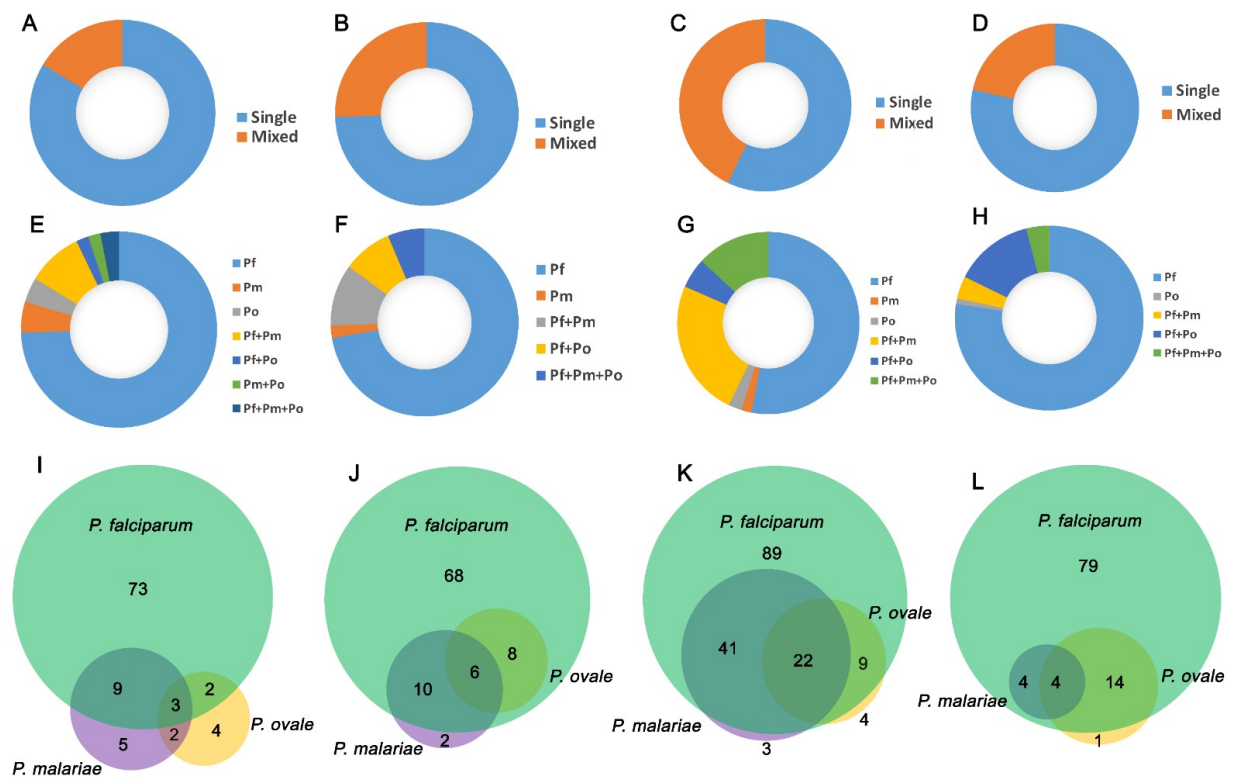 A
Single
Mixed
B
Single
Mixed
C
Single
Mixed
D
Single
Mixed
E
Pf
Pm
Po
Pf+Pm
Pf+Po
Pm+Po
Pf+Pm+Po
F
Pf
Pm
Pf+Pm
Pf+Po
Pf+Pm+Po
G
Pf
Pm
Po
Pf+Pm
Pf+Po
Pf+Pm+Po
H
Pf
Po
Pf+Pm
Pf+Po
Pf+Pm+Po
I
P. falciparum
73
9
3
2
5
2
4
P. ovale
P. malariae
J
P. falciparum
68
10
6
8
P. ovale
2
P. malariae
K
P. falciparum
89
P. ovale
41
22
9
P. malariae
4
3
L
P. falciparum
79
4
4
14
P. ovale
P. malariae
1